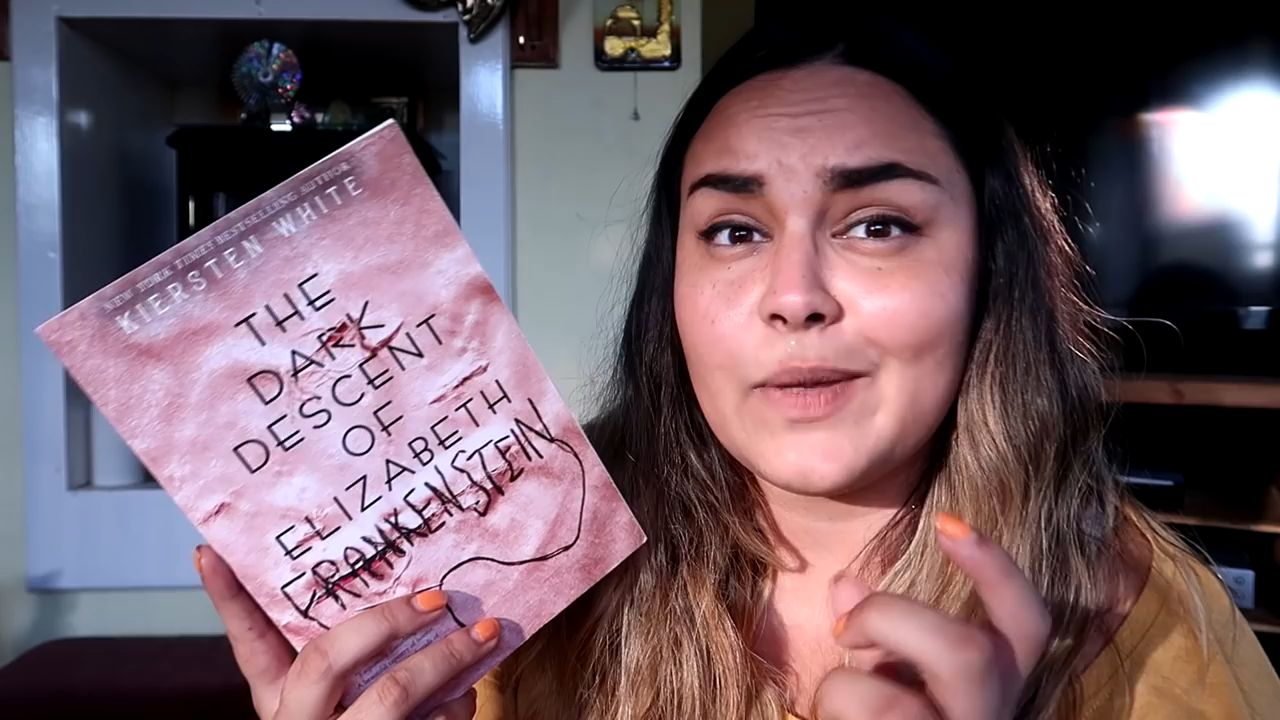 NEW YORK TIMES BESTSELLING AUTHOR
KIERSTEN WHITE
THE
DARK
DESCENT
OF
ELIZABETH
FRANKENSTEIN